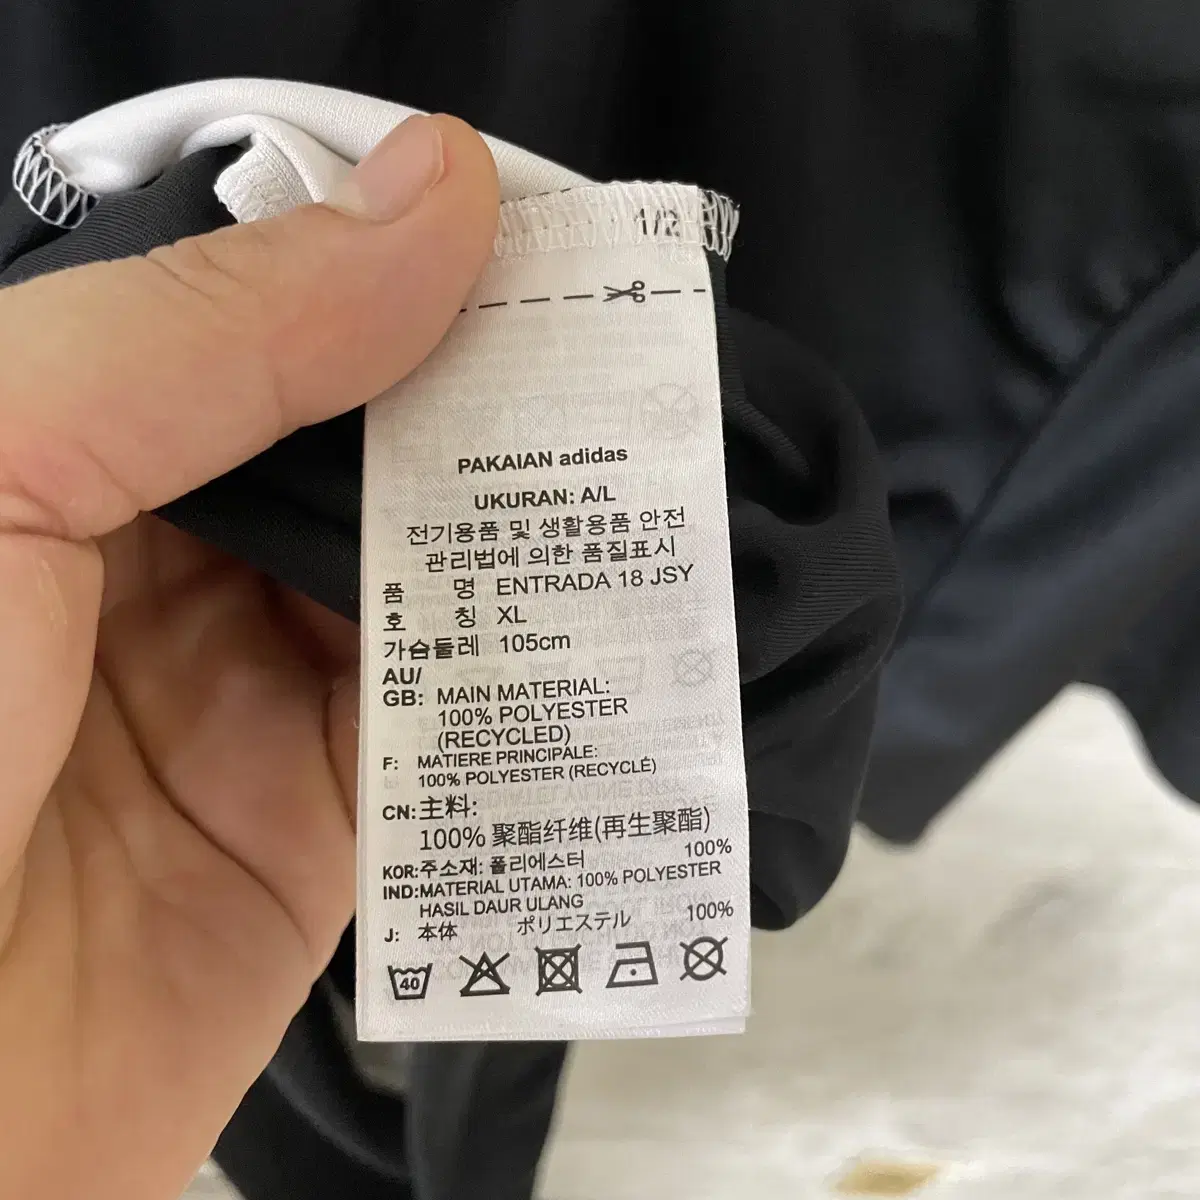 1/2
PAKAIAN adidas
UKURAN: A/L
전기용품 및 생활용품 안전
관리법에 의한 품질표시
품 명 ENTRADA 18 JSY
호 칭 XL
가슴둘레 105cm
AU/
GB: MAIN MATERIAL:
100% POLYESTER
(RECYCLED)
F: MATIERE PRINCIPALE:
100% POLYESTER (RECYCLÉ)
CN: 主料:
100% 聚酯纤维(再生聚酯)
KOR: 주소재: 폴리에스터 100%
IND: MATERIAL UTAMA: 100% POLYESTER
HASIL DAUR ULANG
J: 本体 ポリエステル 100%
40